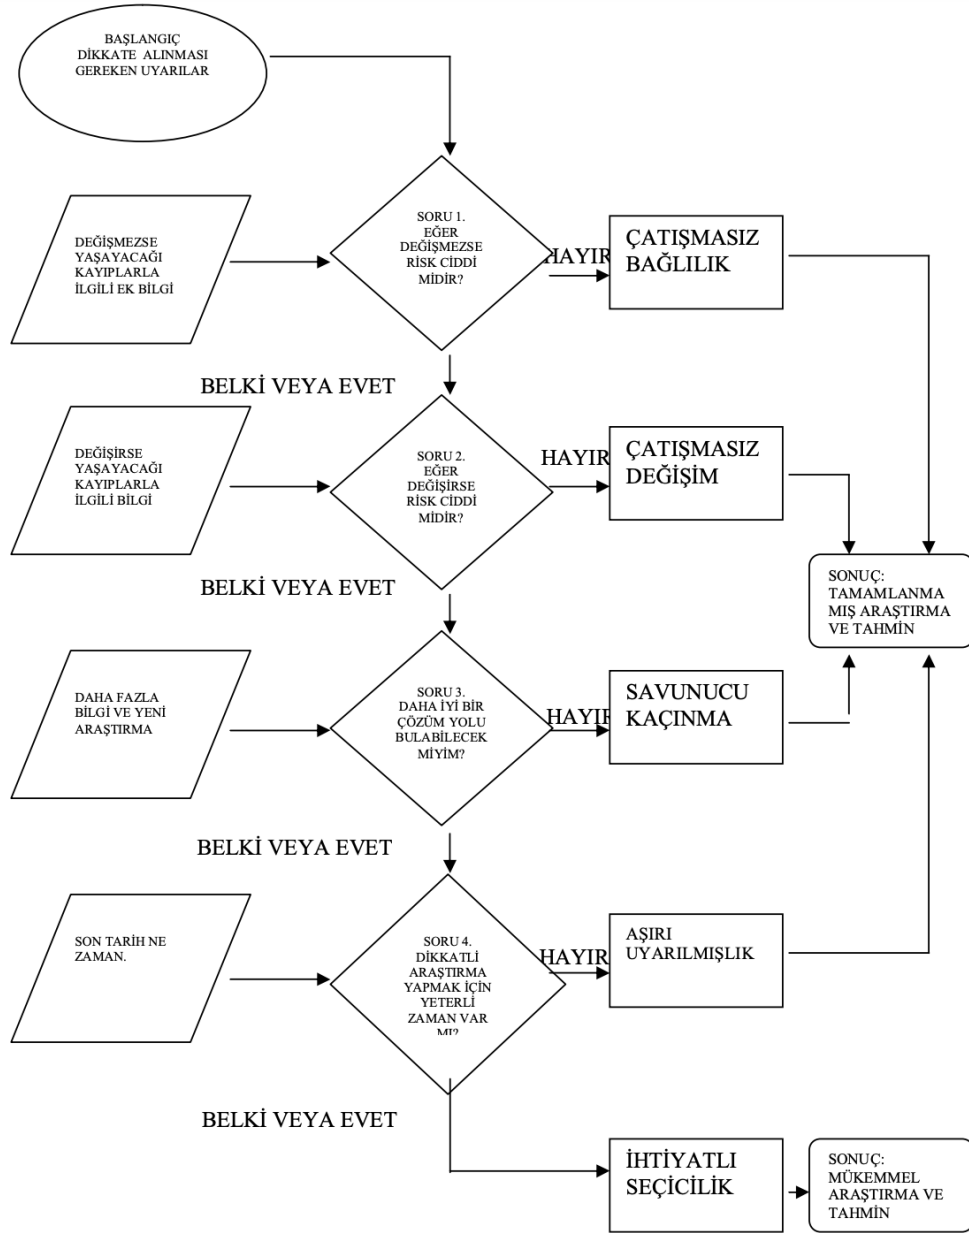 BAŞLANGIÇ
DİKKATE ALINMASI
GEREKEN UYARILAR
DEĞİŞMEZSE
YAŞAYACAĞI
KAYIPLARLA
İLGİLİ EK BİLGİ
SORU 1.
EĞER
DEĞİŞMEZSE
RİSK CİDDİ
MİDİR?
HAYIR
ÇATIŞMASIZ
BAĞLILIK
BELKİ VEYA EVET
DEĞİŞİRSE
YAŞAYACAĞI
KAYIPLARLA
İLGİLİ BİLGİ
SORU 2.
EĞER
DEĞİŞİRSE
RİSK CİDDİ
MİDİR?
HAYIR
ÇATIŞMASIZ
DEĞİŞİM
SONUÇ:
TAMAMLANMA
MIŞ ARAŞTIRMA
VE TAHMİN
BELKİ VEYA EVET
DAHA FAZLA
BİLGİ VE YENİ
ARAŞTIRMA
SORU 3.
DAHA İYİ BİR
ÇÖZÜM YOLU
BULABİLECEK
MİYİM?
HAYIR
SAVUNUCU
KAÇINMA
BELKİ VEYA EVET
SON TARİH NE
ZAMAN.
SORU 4.
DİKKATLİ
ARAŞTIRMA
YAPMAK İÇİN
YETERLİ
ZAMAN VAR
MI?
HAYIR
AŞIRI
UYARILMIŞLIK
BELKİ VEYA EVET
İHTİYATLI
SEÇİCİLİK
SONUÇ:
MÜKEMMEL
ARAŞTIRMA VE
TAHMİN